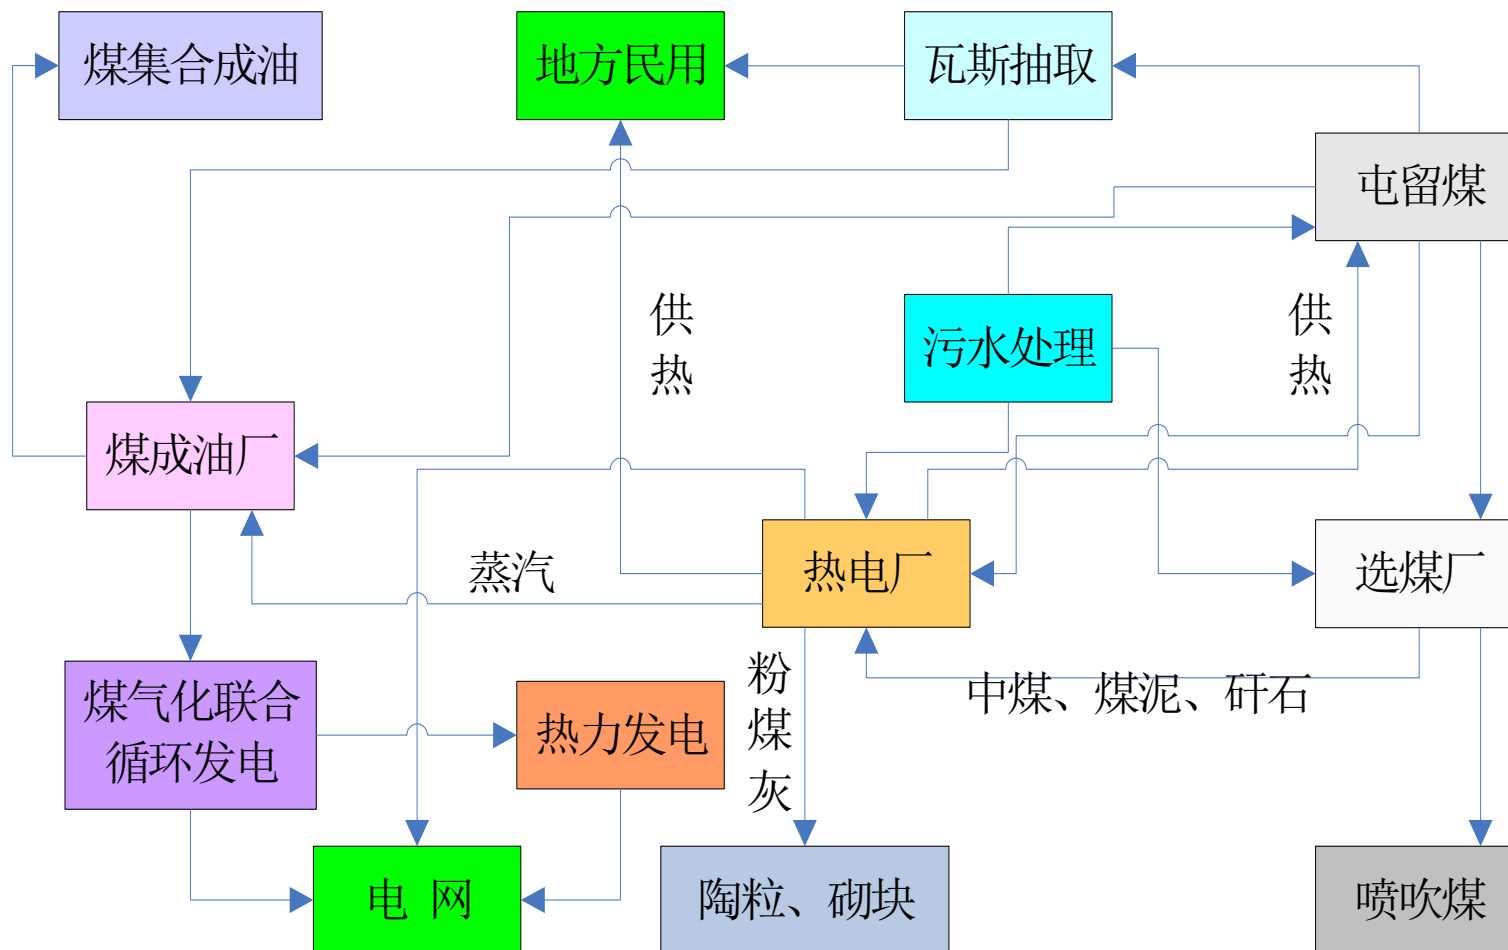 煤集合成油
地方民用
瓦斯抽取
屯留煤
供
热
污水处理
供
热
煤成油厂
蒸汽
热电厂
选煤厂
煤气化联合
循环发电
热力发电
粉
煤
灰
中煤、煤泥、矸石
电 网
陶粒、砌块
喷吹煤